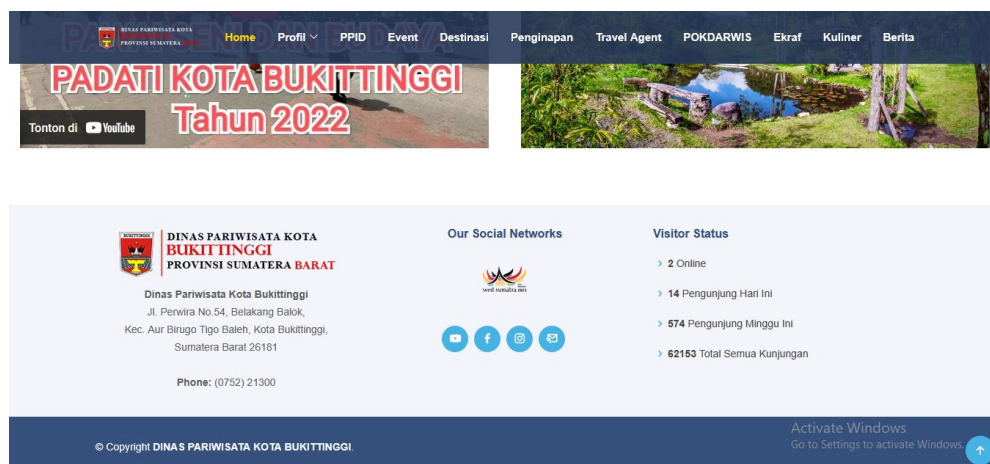 DINAS PARIWISATA KOTA
PROVINSI SUMATERA
Home Profil PPID Event Destinasi Penginapan Travel Agent POKDARWIS Ekraf Kuliner Berita
PADATI KOTA BUKITTINGGI
Tahun 2022
Tonton di YouTube
BUKITTINGGI
DINAS PARIWISATA KOTA
BUKITTINGGI
PROVINSI SUMATERA BARAT
Dinas Pariwisata Kota Bukittinggi
Jl. Perwira No.54, Belakang Balok,
Kec. Aur Birugo Tigo Baleh, Kota Bukittinggi,
Sumatera Barat 26181
Phone: (0752) 21300
Our Social Networks
west sumatra
Visitor Status
2 Online
14 Pengunjung Hari Ini
574 Pengunjung Minggu Ini
62153 Total Semua Kunjungan
© Copyright DINAS PARIWISATA KOTA BUKITTINGGI.
Activate Windows
Go to Settings to activate Windows.